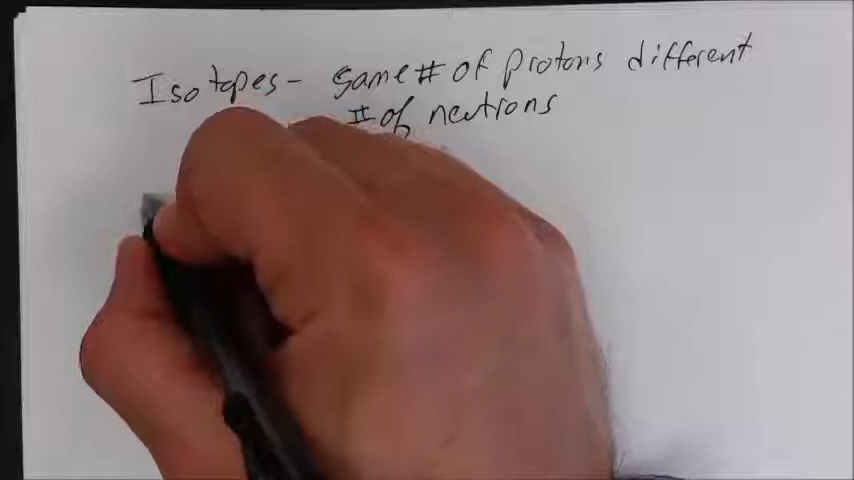 Isotopes - Same # of protons different
# of neutrons